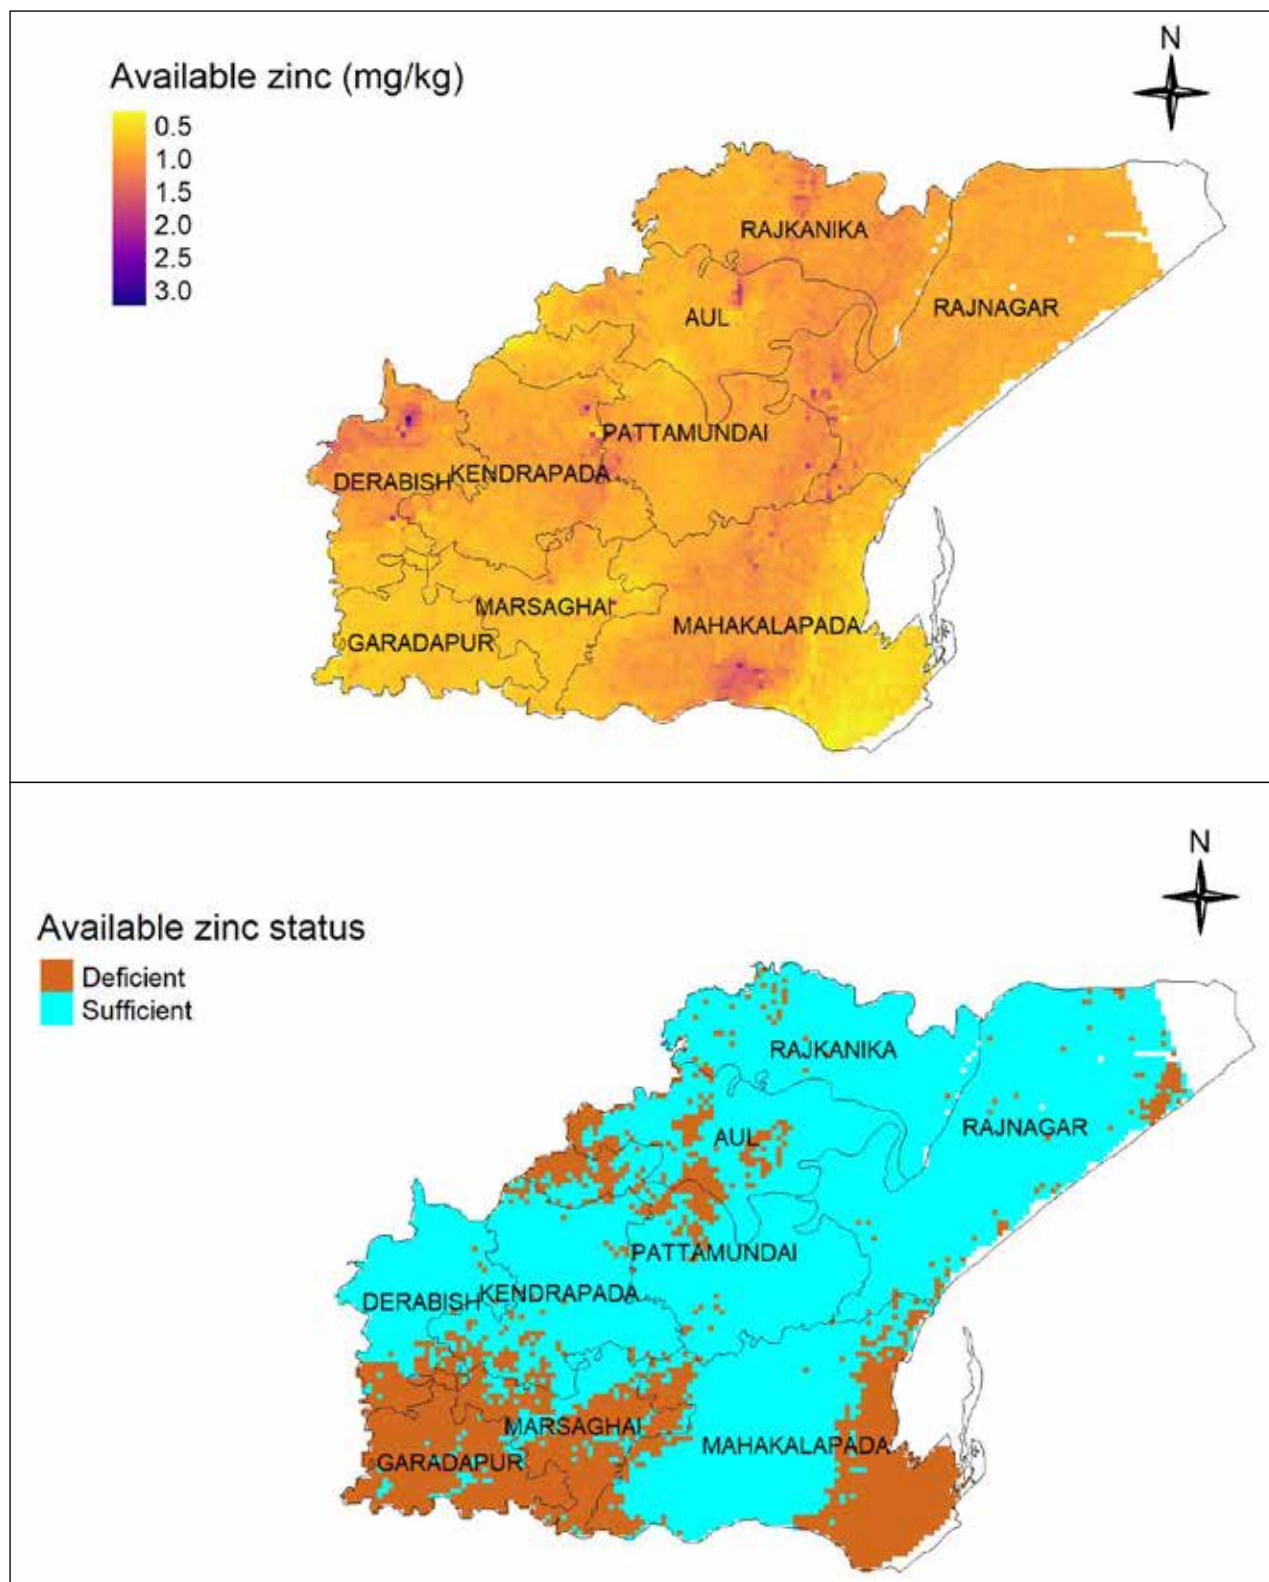 N
Available zinc (mg/kg)
0.5
1.0
1.5
2.0
2.5
3.0
RAJKANIKA
RAJNAGAR
AUL
PATTAMUNDAI
KENDRAPADA
DERABISH
MARSAGHAI
MAHAKALAPADA
GARADAPUR
N
Available zinc status
Deficient
Sufficient
RAJKANIKA
RAJNAGAR
AUL
PATTAMUNDAI
KENDRAPADA
DERABISH
MARSAGHAI
MAHAKALAPADA
GARADAPUR